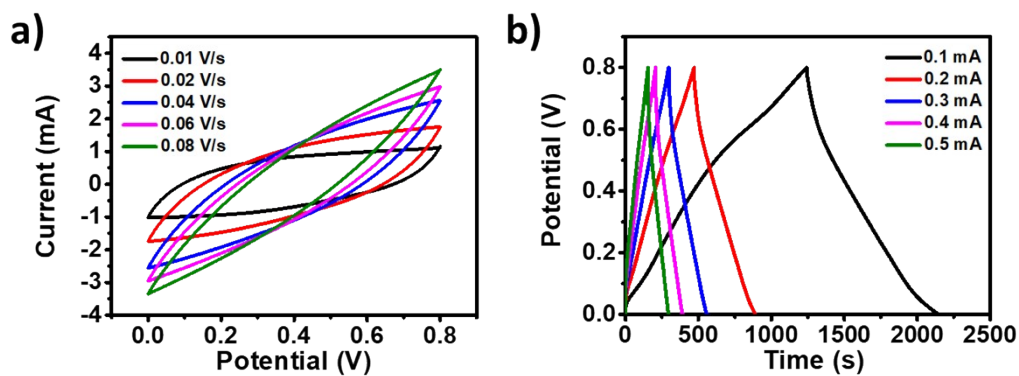 a)
4
3
2
1
0
-1
-2
-3
-4
Current (mA)
0.01 V/s
0.02 V/s
0.04 V/s
0.06 V/s
0.08 V/s
0.0 0.2 0.4 0.6 0.8
Potential (V)
b)
0.8
0.6
0.4
0.2
0.0
Potential (V)
0.1 mA
0.2 mA
0.3 mA
0.4 mA
0.5 mA
0 500 1000 1500 2000 2500
Time (s)